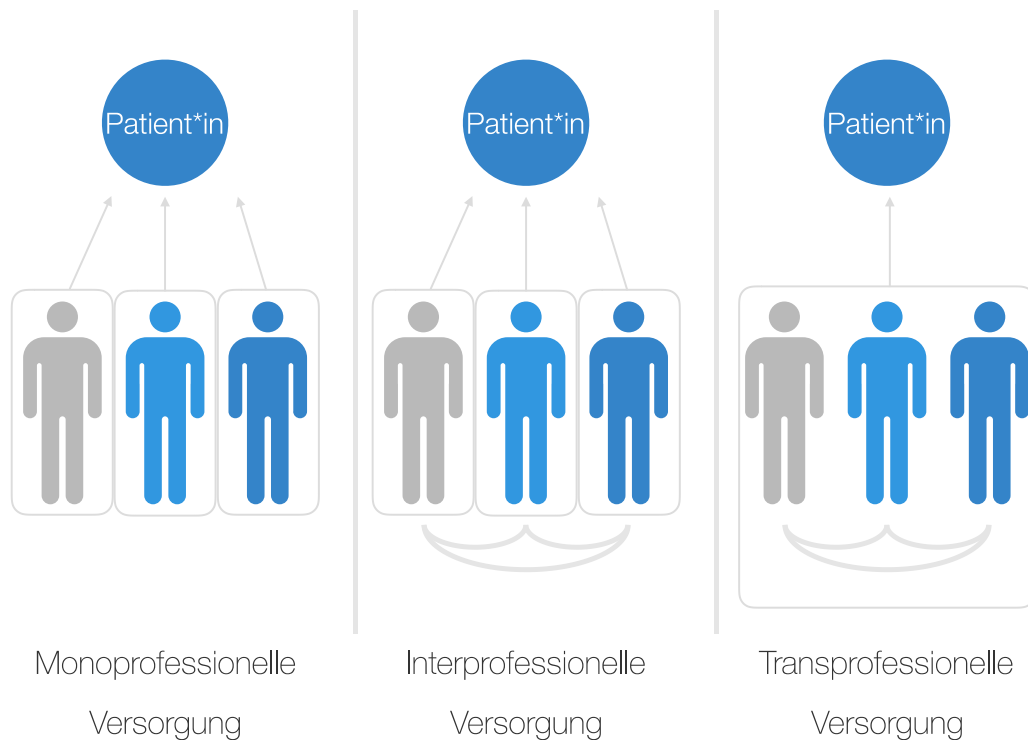 Patient*in
Patient*in
Patient*in
Monoprofessionelle
Versorgung
Interprofessionelle
Versorgung
Transprofessionelle
Versorgung